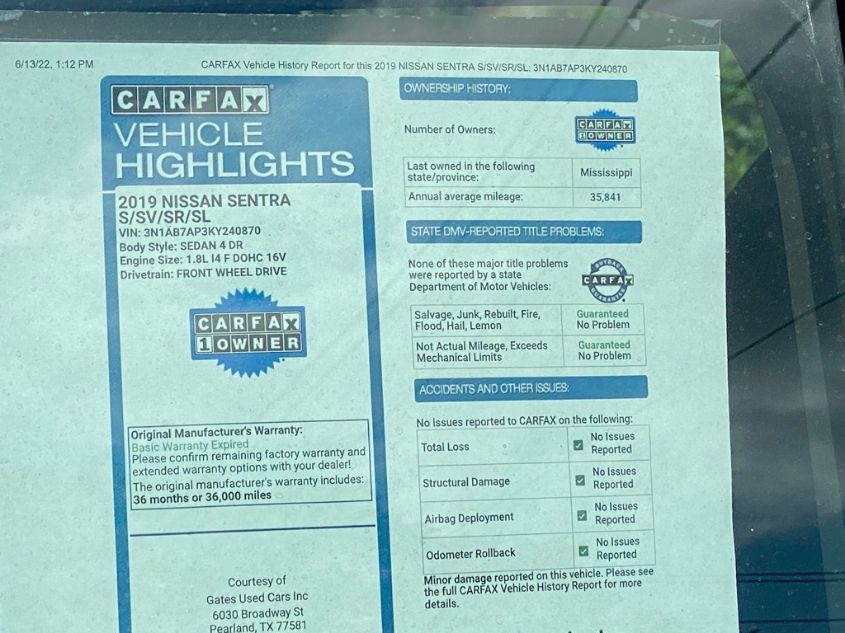 6/13/22, 1:12 PM
CARFAX Vehicle History Report for this 2019 NISSAN SENTRA S/SV/SR/SL: 3N1AB7AP3KY240870
CARFAX
VEHICLE
HIGHLIGHTS
2019 NISSAN SENTRA
S/SV/SR/SL
VIN: 3N1AB7AP3KY240870
Body Style: SEDAN 4 DR
Engine Size: 1.8L I4 F DOHC 16V
Drivetrain: FRONT WHEEL DRIVE
CARFAX
1 OWNER
Original Manufacturer's Warranty:
Basic Warranty Expired
Please confirm remaining factory warranty and
extended warranty options with your dealer!
The original manufacturer's warranty includes:
36 months or 36,000 miles
Courtesy of
Gates Used Cars Inc
6030 Broadway St
Pearland, TX 77581
OWNERSHIP HISTORY:
Number of Owners:
CARFAX
1 OWNER
Last owned in the following
state/province:
Mississippi
Annual average mileage:
35,841
STATE DMV-REPORTED TITLE PROBLEMS:
None of these major title problems
were reported by a state
Department of Motor Vehicles:
BUYBACK
CARFAX
GUARANTEE
Salvage, Junk, Rebuilt, Fire,
Flood, Hail, Lemon
Guaranteed
No Problem
Not Actual Mileage, Exceeds
Mechanical Limits
Guaranteed
No Problem
ACCIDENTS AND OTHER ISSUES:
No issues reported to CARFAX on the following:
Total Loss
No Issues
Reported
Structural Damage
No Issues
Reported
Airbag Deployment
No Issues
Reported
Odometer Rollback
No Issues
Reported
Minor damage reported on this vehicle. Please see
the full CARFAX Vehicle History Report for more
details.